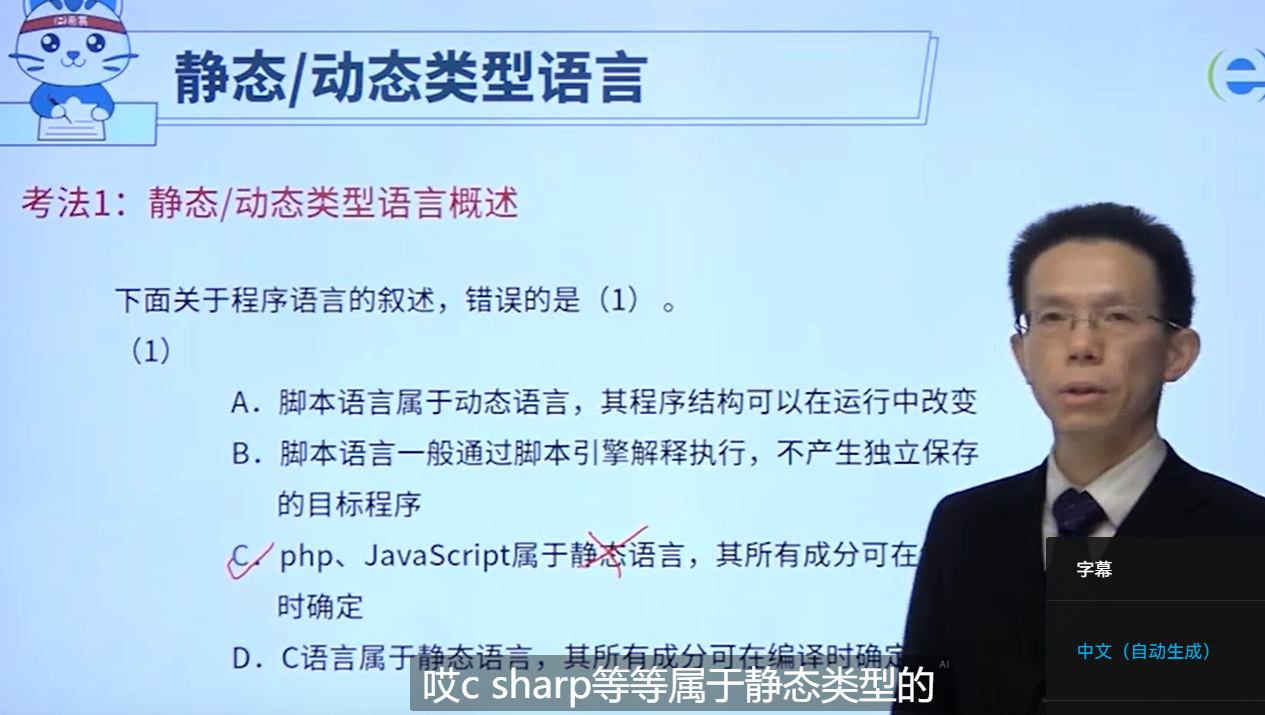 静态/动态类型语言
考法1：静态/动态类型语言概述
下面关于程序语言的叙述，错误的是（1）。
（1）
A．脚本语言属于动态语言，其程序结构可以在运行中改变
B．脚本语言一般通过脚本引擎解释执行，不产生独立保存
的目标程序
C．php、JavaScript属于静态语言，其所有成分可在
时确定
字幕
D．C语言属于静态语言，其所有成分可在编译时确定
中文（自动生成）
AI
哎c sharp等等属于静态类型的